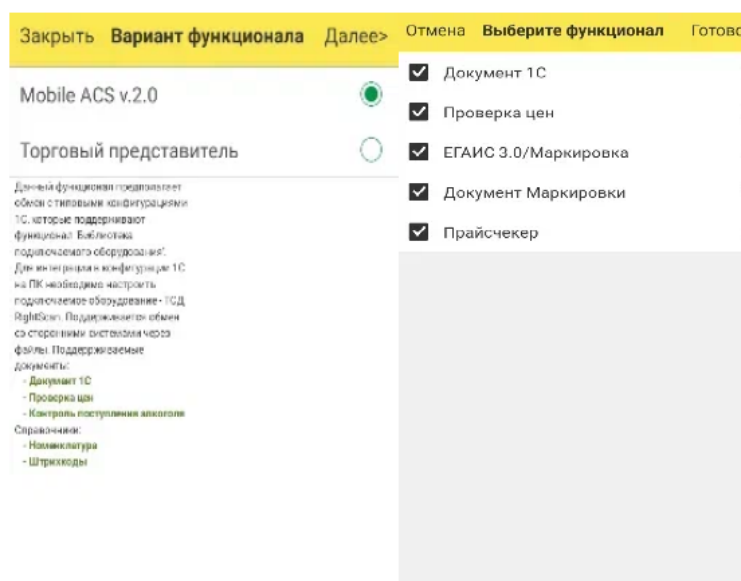 Закрыть Вариант функционала Далее>
Mobile ACS v.2.0
Торговый представитель
Данный функционал предполагает
обмен с типовыми конфигурациями
1С, которые поддерживают
функционал Библиотека
подключаемого оборудования".
Для интеграции в конфигурации 1С
на ПК необходимо настроить
подключаемое оборудование - ТСД
RightScan. Поддерживается обмен
со сторонними системами через
файлы. Поддерживаемые
документы:
- Документ 1С
- Проверка цен
- Контроль поступления алкоголя
Справочники:
- Номенклатура
- Штрихкоды
Отмена Выберите функционал Готово
Документ 1С
Проверка цен
ЕГАИС 3.0/Маркировка
Документ Маркировки
Прайсчекер